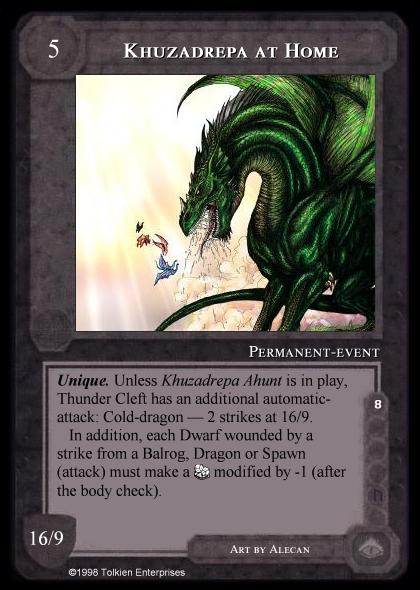 5
KHUZADREPA AT HOME
PERMANENT-EVENT
Unique. Unless Khuzadrepa Ahunt is in play,
Thunder Cleft has an additional automatic-
attack: Cold-dragon — 2 strikes at 16/9.
In addition, each Dwarf wounded by a
strike from a Balrog, Dragon or Spawn
(attack) must make a modified by -1 (after
the body check).
8
16/9
ART BY ALECAN
©1998 Tolkien Enterprises